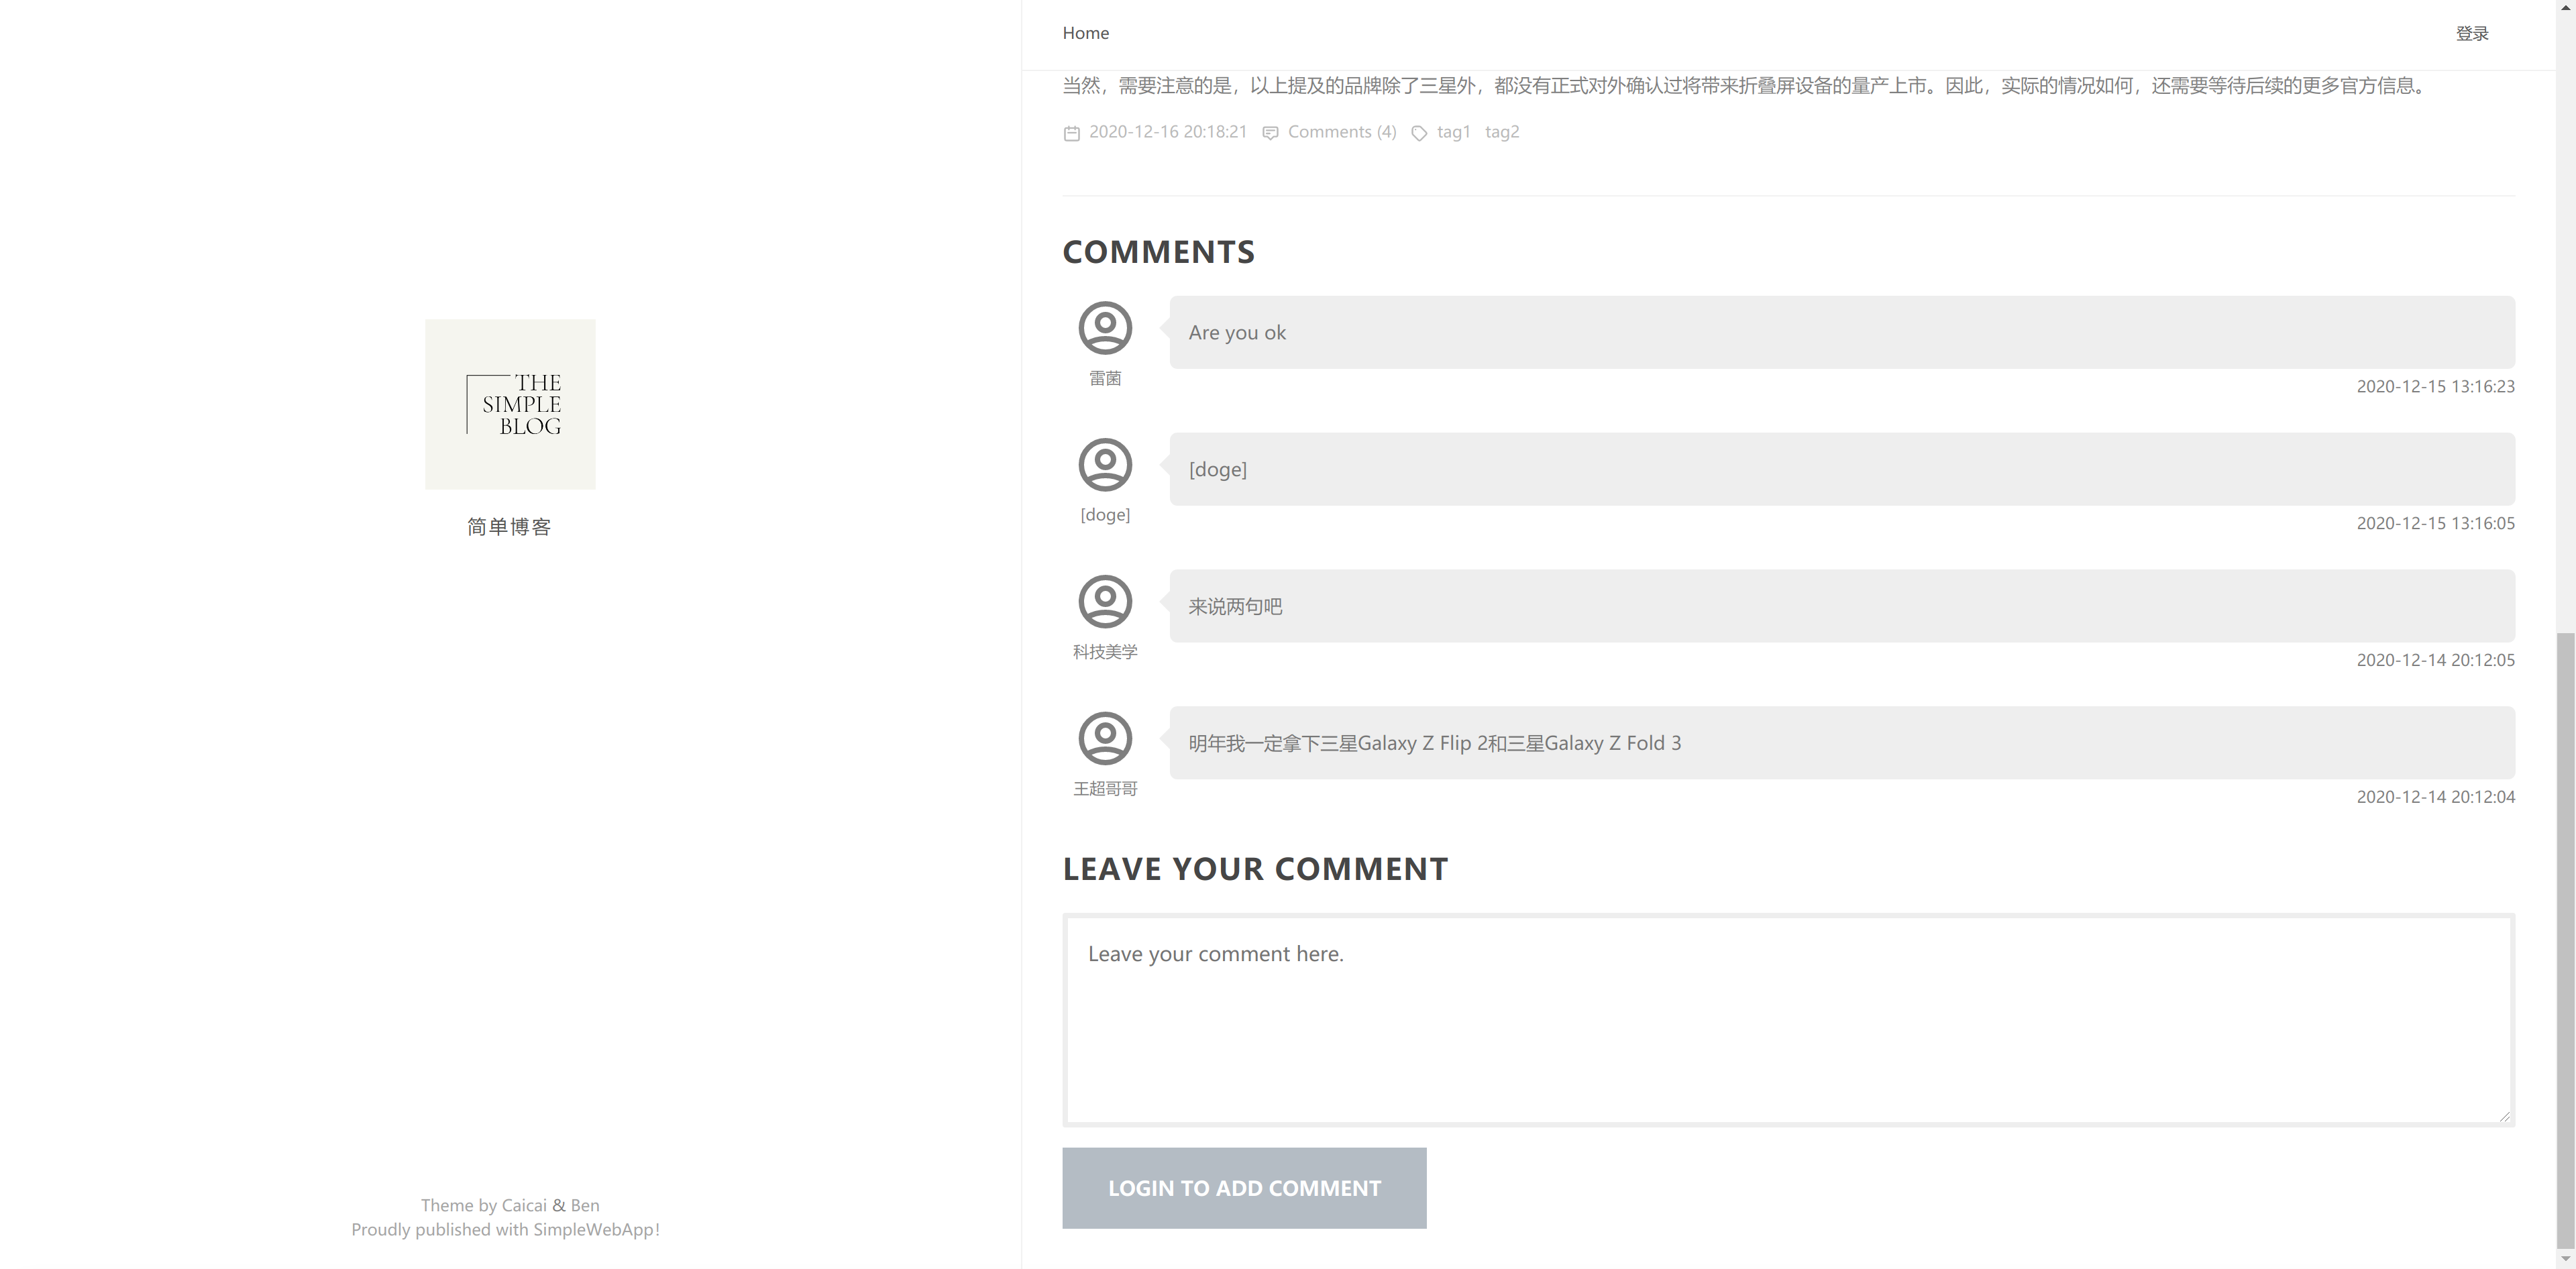 Home
登录
当然，需要注意的是，以上提及的品牌除了三星外，都没有正式对外确认过将带来折叠屏设备的量产上市。因此，实际的情况如何，还需要等待后续的更多官方信息。
2020-12-16 20:18:21 Comments (4) tag1 tag2
COMMENTS
Are you ok
雷菌
2020-12-15 13:16:23
[doge]
[doge]
2020-12-15 13:16:05
来说两句吧
科技美学
2020-12-14 20:12:05
明年我一定拿下三星Galaxy Z Flip 2和三星Galaxy Z Fold 3
王超哥哥
2020-12-14 20:12:04
LEAVE YOUR COMMENT
Leave your comment here.
LOGIN TO ADD COMMENT
THE
SIMPLE
BLOG
简单博客
Theme by Caicai & Ben
Proudly published with SimpleWebApp!